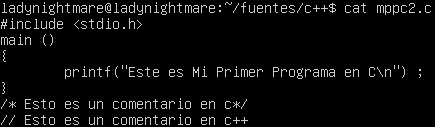 ladynightmare@ladynightmare:~/fuentes/c++$ cat mppc2.c
#include <stdio.h>
main ()
{
        printf("Este es Mi Primer Programa en C\n") ;
}
/* Esto es un comentario en c*/
// Esto es un comentario en c++